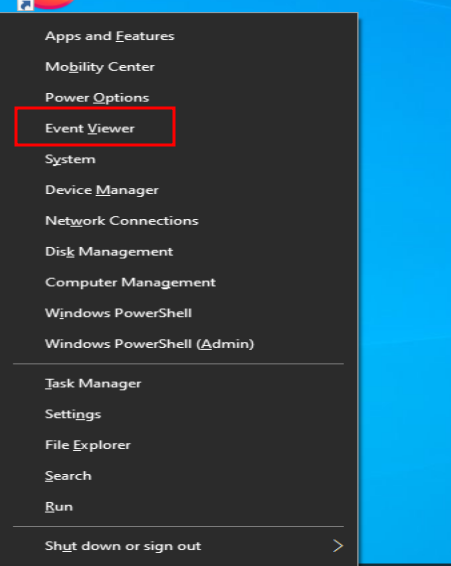 Apps and Features
Mobility Center
Power Options
Event Viewer
System
Device Manager
Network Connections
Disk Management
Computer Management
Windows PowerShell
Windows PowerShell (Admin)
Task Manager
Settings
File Explorer
Search
Run
Shut down or sign out